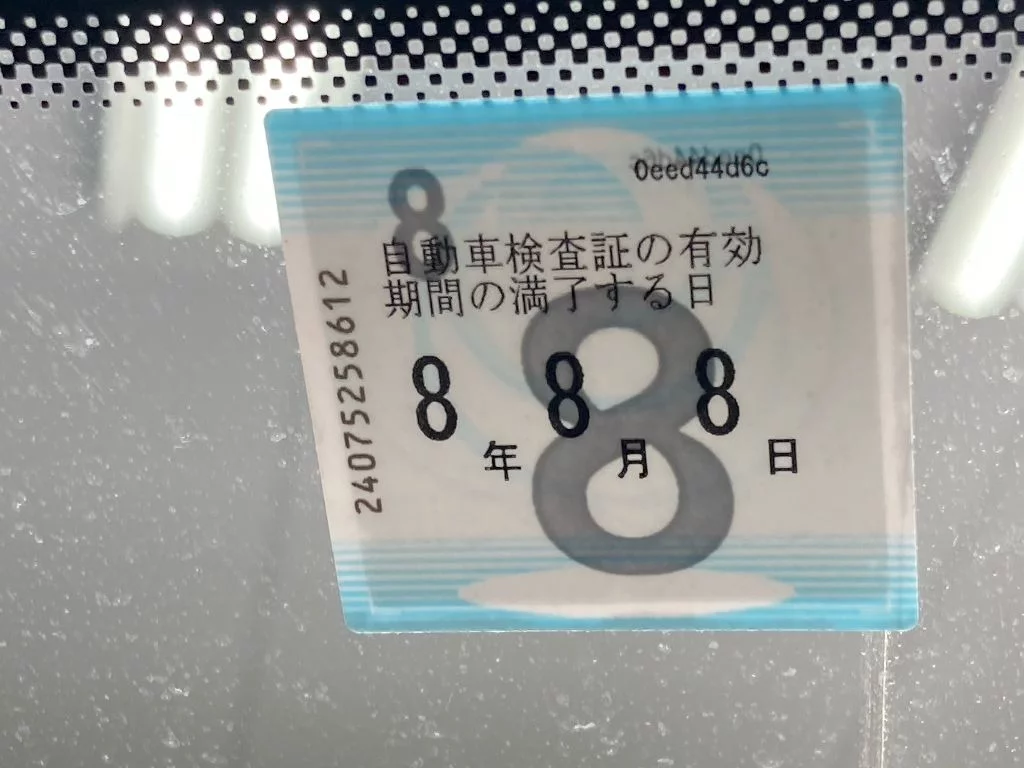 0eed44d6c
8
自動車検査証の有効
期間の満了する日
8年8月8日
8
24075258612